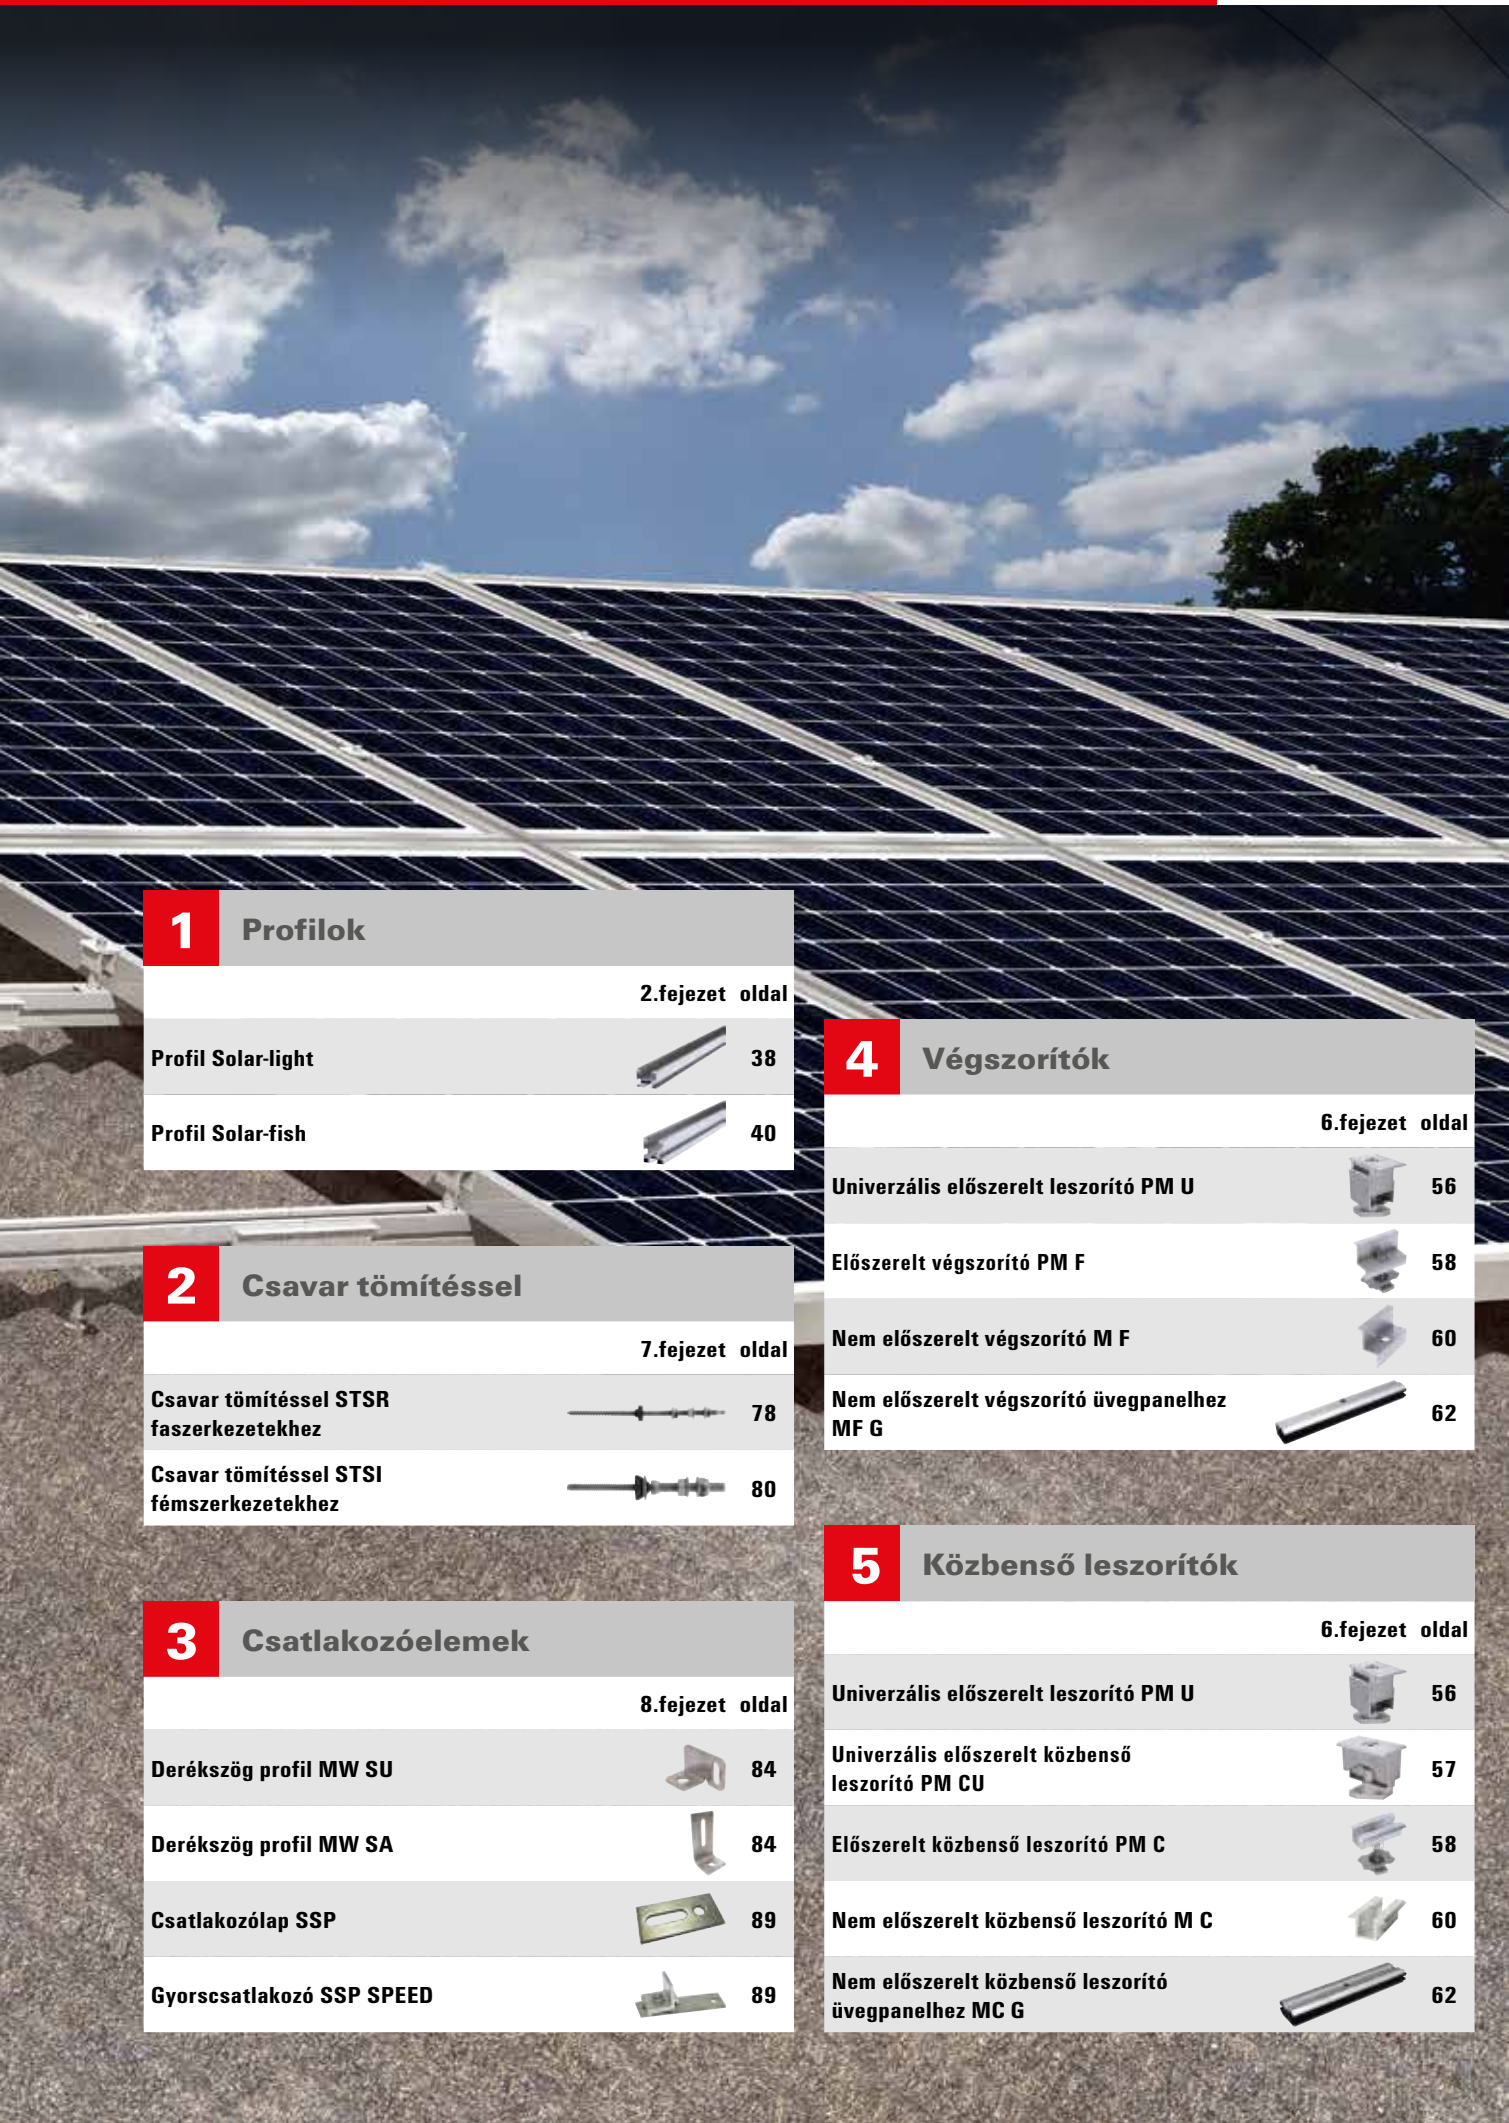 1 Profilok
2.fejezet oldal
Profil Solar-light 38
Profil Solar-fish 40
2 Csavar tömítéssel
7.fejezet oldal
Csavar tömítéssel STSR
faszerkezetekhez 78
Csavar tömítéssel STSI
fémszerkezetekhez 80
3 Csatlakozóelemek
8.fejezet oldal
Derékszög profil MW SU 84
Derékszög profil MW SA 84
Csatlakozólap SSP 89
Gyorscsatlakozó SSP SPEED 89
4 Végszorítók
6.fejezet oldal
Univerzális előszerelt leszorító PM U 56
Előszerelt végszorító PM F 58
Nem előszerelt végszorító M F 60
Nem előszerelt végszorító üvegpanelhez
MF G 62
5 Közbenső leszorítók
6.fejezet oldal
Univerzális előszerelt leszorító PM U 56
Univerzális előszerelt közbenső
leszorító PM CU 57
Előszerelt közbenső leszorító PM C 58
Nem előszerelt közbenső leszorító M C 60
Nem előszerelt közbenső leszorító
üvegpanelhez MC G 62